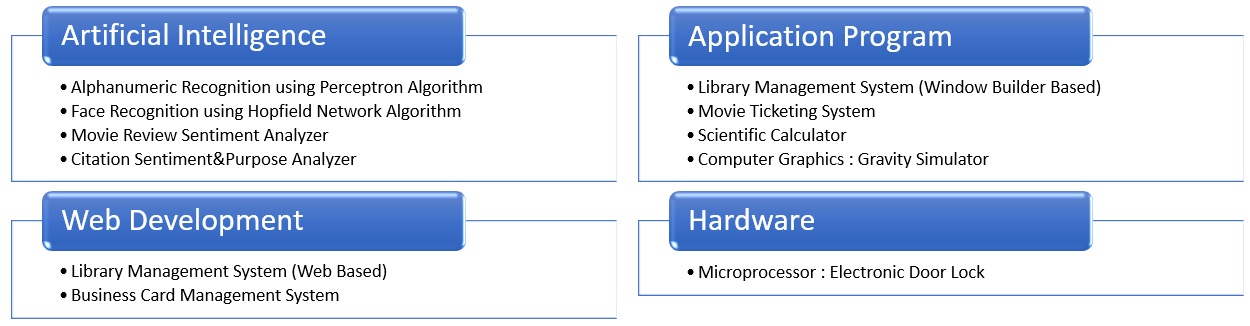 Artificial Intelligence
• Alphanumeric Recognition using Perceptron Algorithm
• Face Recognition using Hopfield Network Algorithm
• Movie Review Sentiment Analyzer
• Citation Sentiment&Purpose Analyzer
Application Program
• Library Management System (Window Builder Based)
• Movie Ticketing System
• Scientific Calculator
• Computer Graphics : Gravity Simulator
Web Development
• Library Management System (Web Based)
• Business Card Management System
Hardware
• Microprocessor : Electronic Door Lock